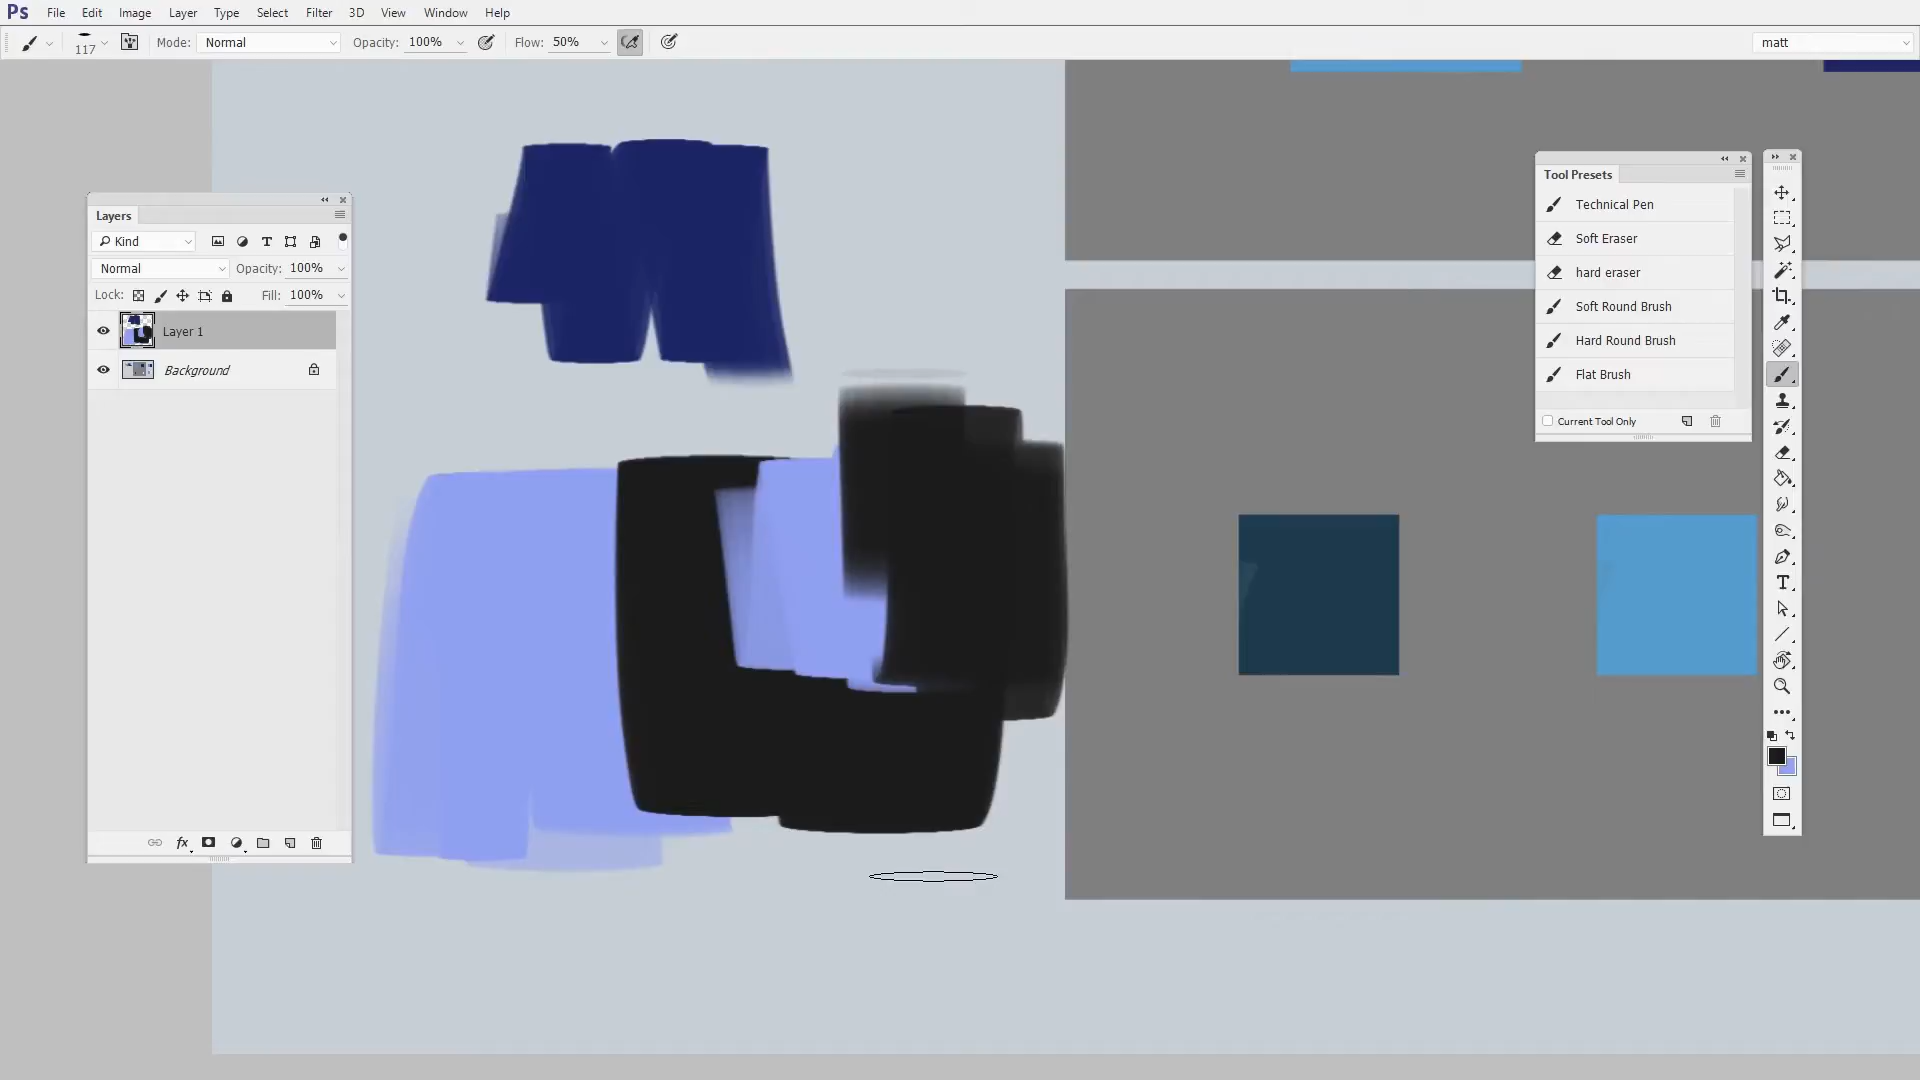 Ps File Edit Image Layer Type Select Filter 3D View Window Help
117 Mode: Normal Opacity: 100% Flow: 50% matt
Layers
Kind
Normal Opacity: 100%
Lock: Fill: 100%
Layer 1
Background
fx
Tool Presets
Technical Pen
Soft Eraser
hard eraser
Soft Round Brush
Hard Round Brush
Flat Brush
Current Tool Only